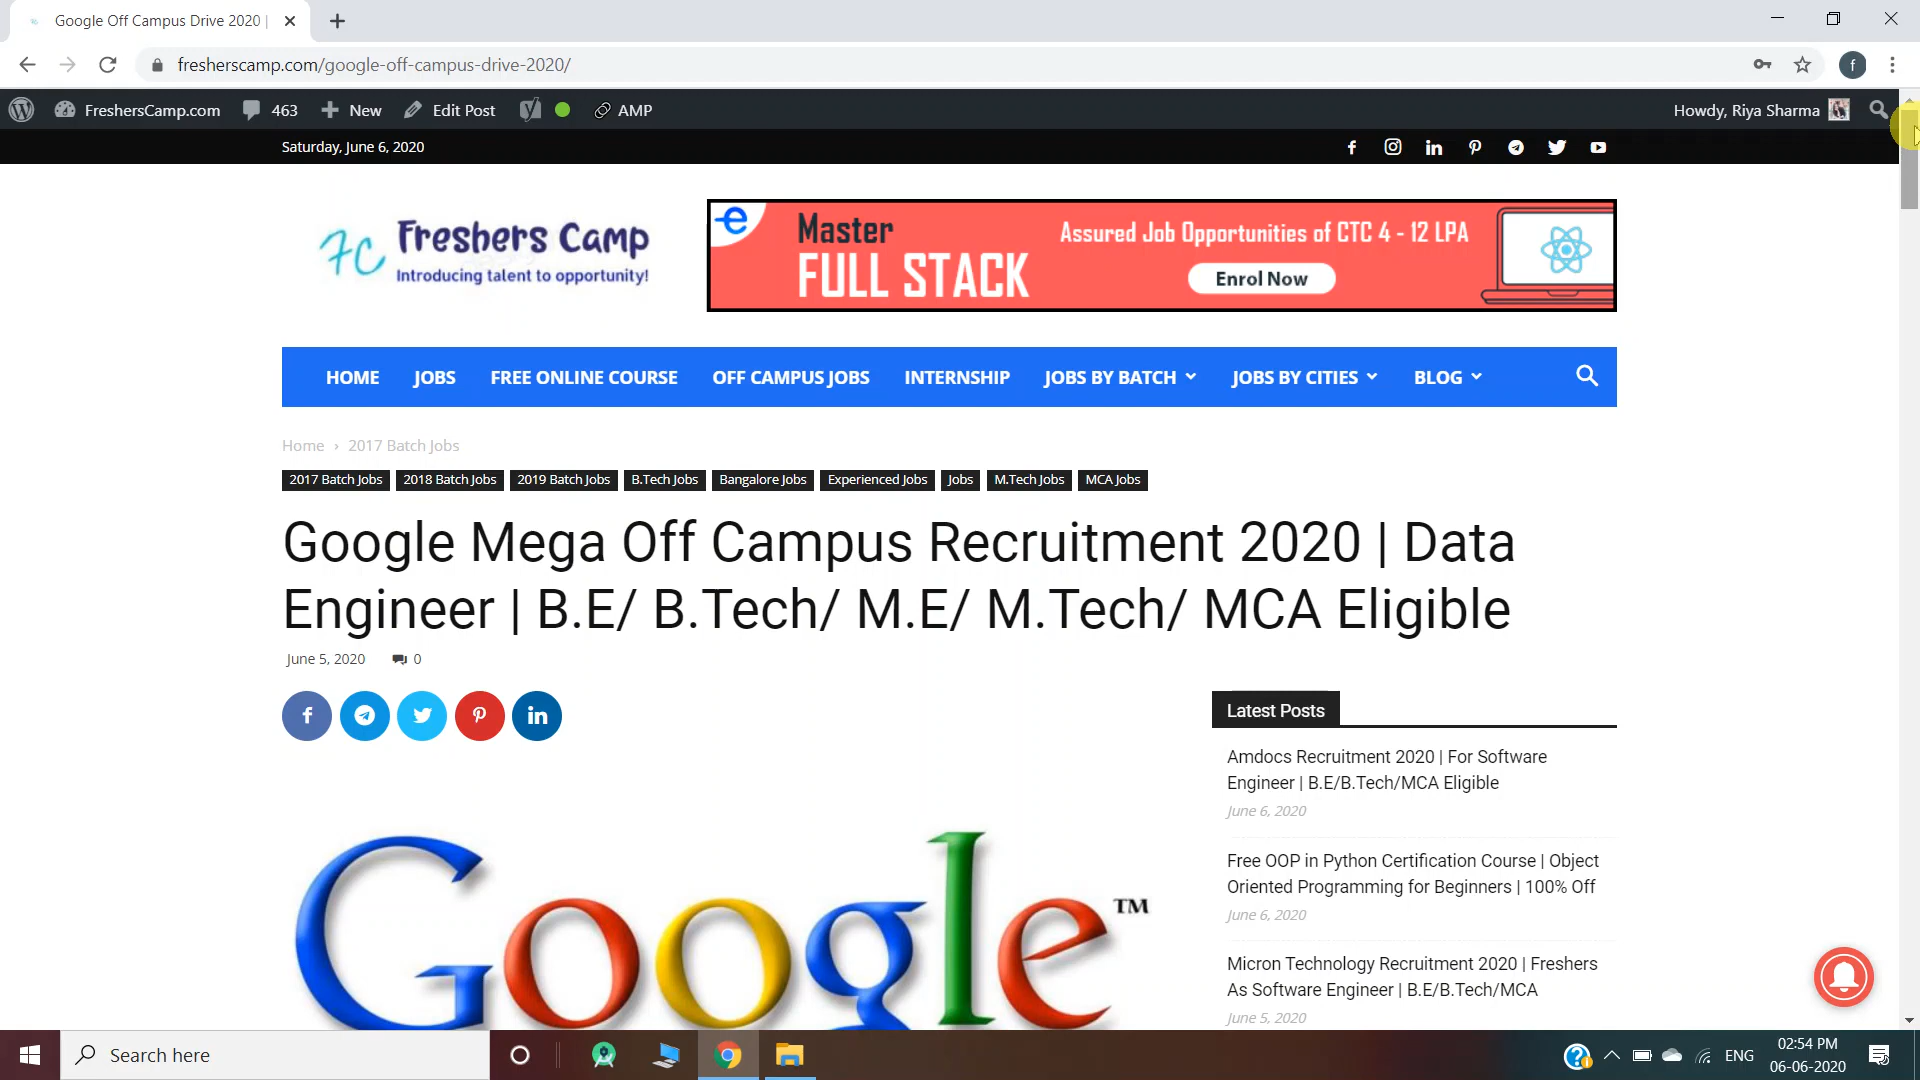 Google Off Campus Drive 2020 |
fresherscamp.com/google-off-campus-drive-2020/
f
FreshersCamp.com 463 New Edit Post AMP Howdy, Riya Sharma
Saturday, June 6, 2020
FC Freshers Camp
Introducing talent to opportunity!
e Master
FULL STACK
Assured Job Opportunities of CTC 4 - 12 LPA
Enrol Now
HOME JOBS FREE ONLINE COURSE OFF CAMPUS JOBS INTERNSHIP JOBS BY BATCH JOBS BY CITIES BLOG
Home › 2017 Batch Jobs
2017 Batch Jobs 2018 Batch Jobs 2019 Batch Jobs B.Tech Jobs Bangalore Jobs Experienced Jobs Jobs M.Tech Jobs MCA Jobs
Google Mega Off Campus Recruitment 2020 | Data
Engineer | B.E/ B.Tech/ M.E/ M.Tech/ MCA Eligible
June 5, 2020 0
Google™
Latest Posts
Amdocs Recruitment 2020 | For Software
Engineer | B.E/B.Tech/MCA Eligible
June 6, 2020
Free OOP in Python Certification Course | Object
Oriented Programming for Beginners | 100% Off
June 6, 2020
Micron Technology Recruitment 2020 | Freshers
As Software Engineer | B.E/B.Tech/MCA
June 5, 2020
Search here
ENG
02:54 PM
06-06-2020